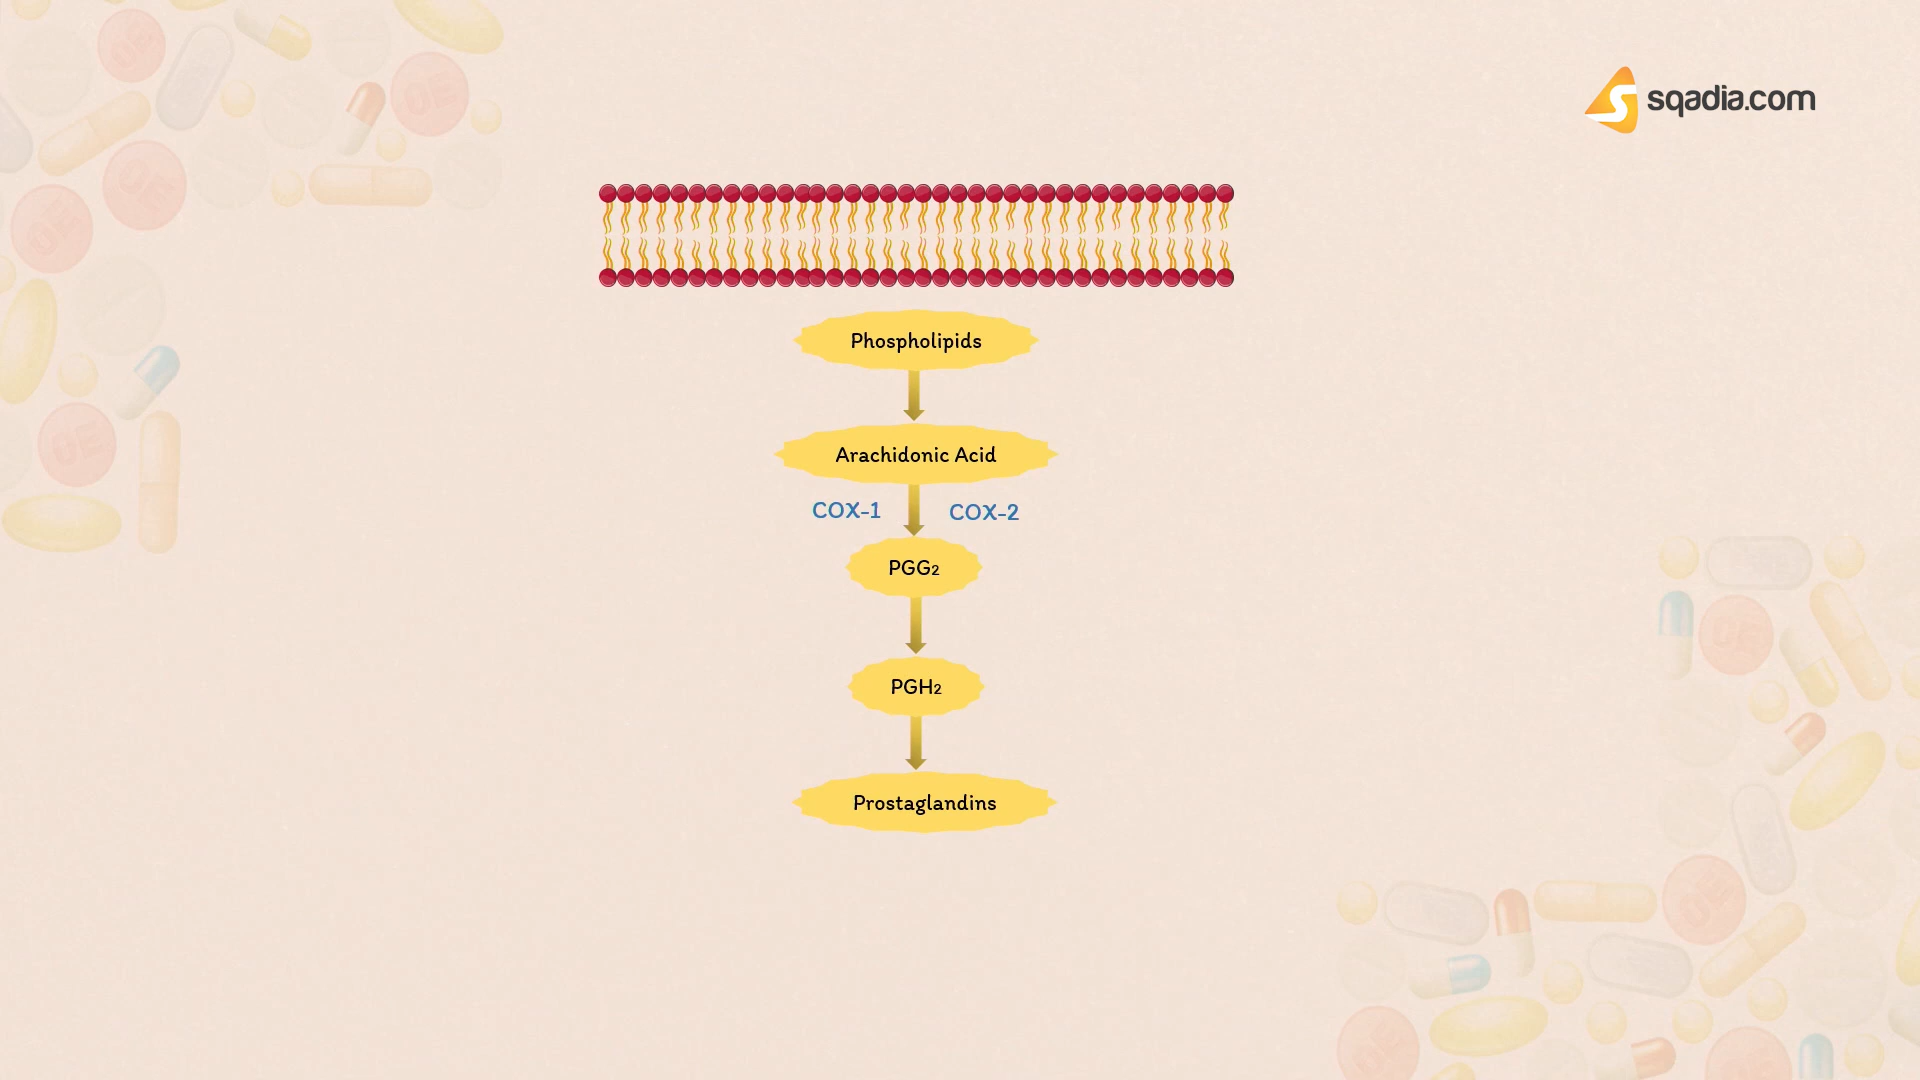 sqadia.com
Phospholipids
Arachidonic Acid
COX-1 COX-2
PGG₂
PGH₂
Prostaglandins